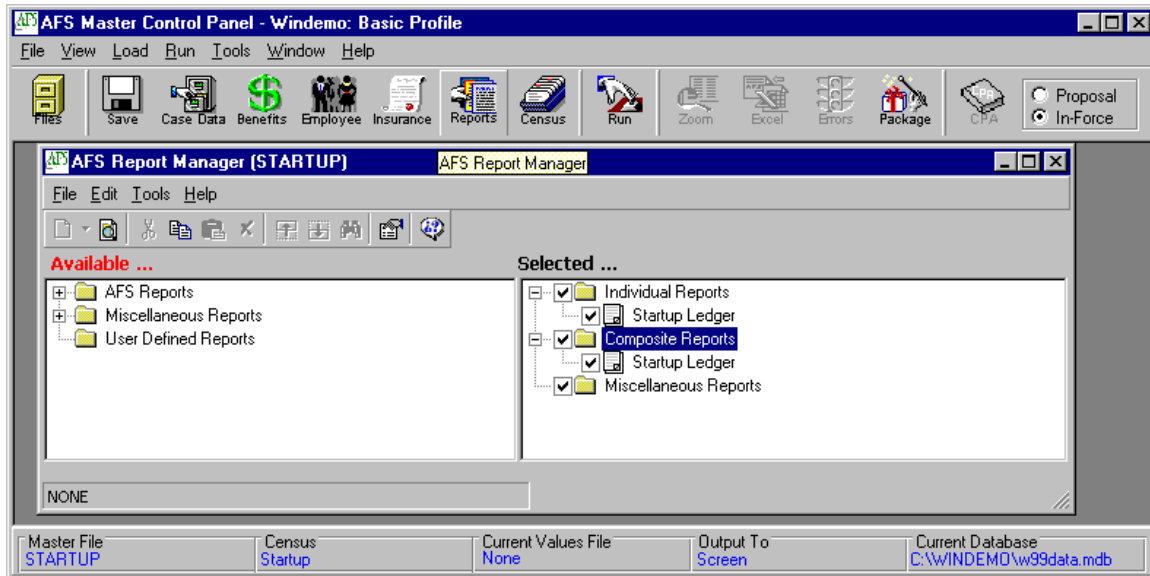 AFS AFS Master Control Panel - Windemo: Basic Profile
File View Load Run Tools Window Help
Files Save Case Data Benefits Employee Insurance Reports Census Run Zoom Excel Errors Package CPA
Proposal
In-Force
AFS AFS Report Manager (STARTUP)
AFS Report Manager
File Edit Tools Help
Available ...
AFS Reports
Miscellaneous Reports
User Defined Reports
Selected ...
Individual Reports
Startup Ledger
Composite Reports
Startup Ledger
Miscellaneous Reports
NONE
Master File
STARTUP
Census
Startup
Current Values File
None
Output To
Screen
Current Database
C:\WINDEMO\w99data.mdb